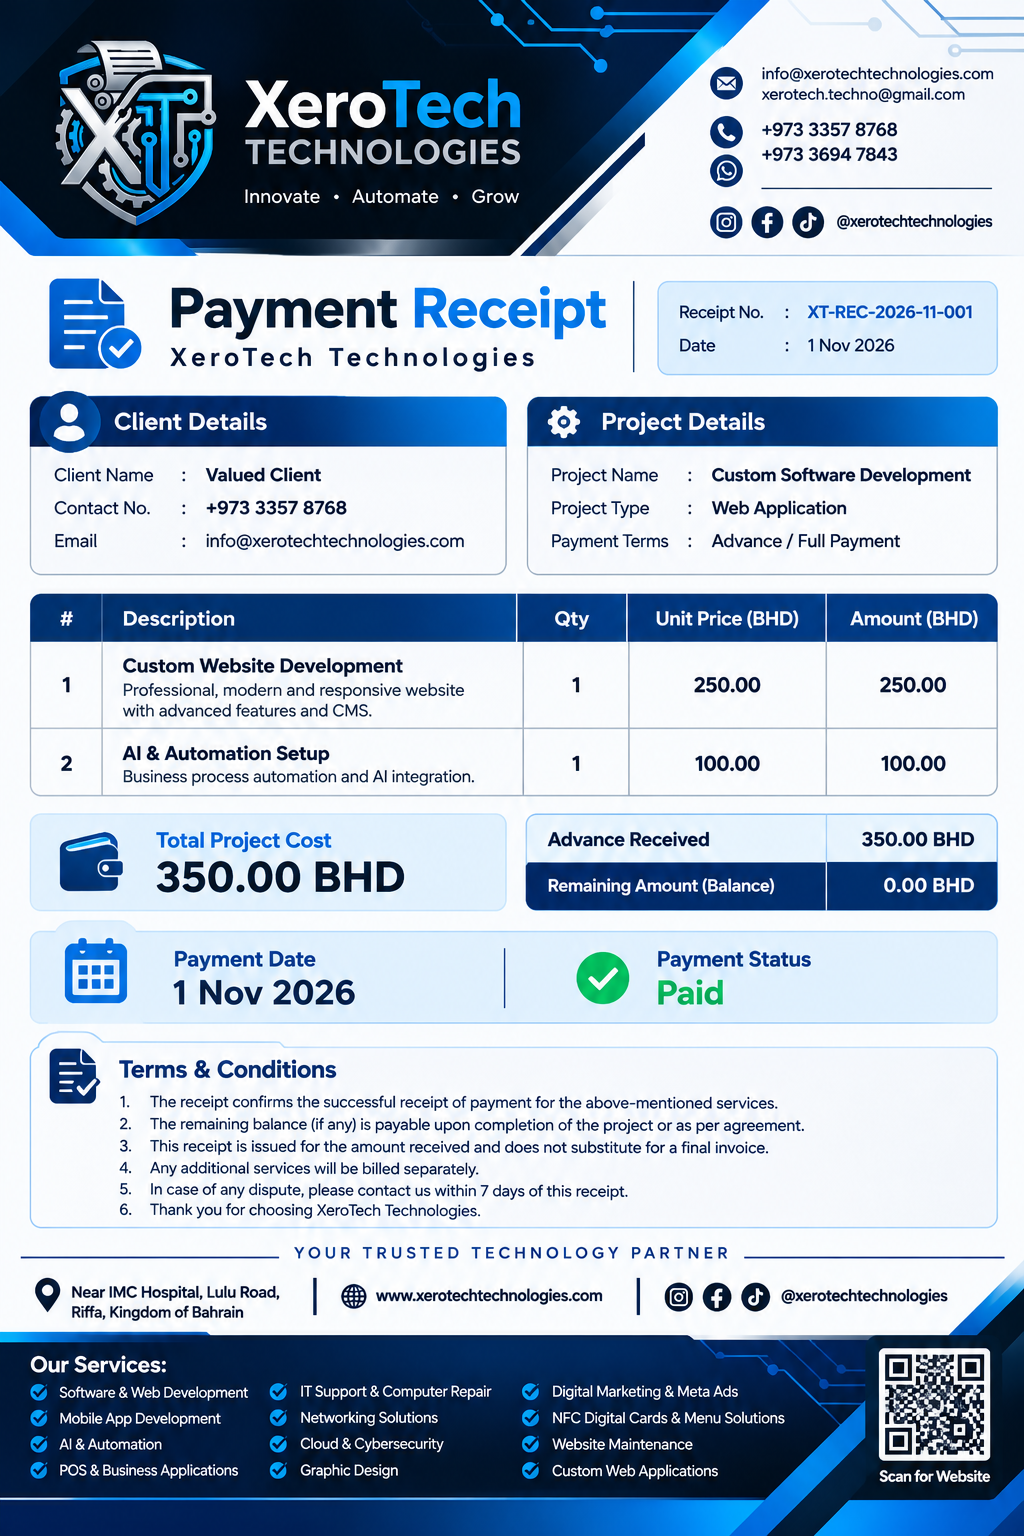 XeroTech
TECHNOLOGIES
Innovate • Automate • Grow
info@xerotechtechnologies.com
xerotech.techno@gmail.com
+973 3357 8768
+973 3694 7843
@xerotechtechnologies
Payment Receipt
XeroTech Technologies
Receipt No. : XT-REC-2026-11-001
Date : 1 Nov 2026
Client Details
Client Name : Valued Client
Contact No. : +973 3357 8768
Email : info@xerotechtechnologies.com
Project Details
Project Name : Custom Software Development
Project Type : Web Application
Payment Terms : Advance / Full Payment
# Description Qty Unit Price (BHD) Amount (BHD)
1 Custom Website Development 1 250.00 250.00
Professional, modern and responsive website
with advanced features and CMS.
2 AI & Automation Setup 1 100.00 100.00
Business process automation and AI integration.
Total Project Cost
350.00 BHD
Advance Received 350.00 BHD
Remaining Amount (Balance) 0.00 BHD
Payment Date
1 Nov 2026
Payment Status
Paid
Terms & Conditions
1. The receipt confirms the successful receipt of payment for the above-mentioned services.
2. The remaining balance (if any) is payable upon completion of the project or as per agreement.
3. This receipt is issued for the amount received and does not substitute for a final invoice.
4. Any additional services will be billed separately.
5. In case of any dispute, please contact us within 7 days of this receipt.
6. Thank you for choosing XeroTech Technologies.
YOUR TRUSTED TECHNOLOGY PARTNER
Near IMC Hospital, Lulu Road,
Riffa, Kingdom of Bahrain
www.xerotechtechnologies.com
@xerotechtechnologies
Our Services:
Software & Web Development
Mobile App Development
AI & Automation
POS & Business Applications
IT Support & Computer Repair
Networking Solutions
Cloud & Cybersecurity
Graphic Design
Digital Marketing & Meta Ads
NFC Digital Cards & Menu Solutions
Website Maintenance
Custom Web Applications
Scan for Website